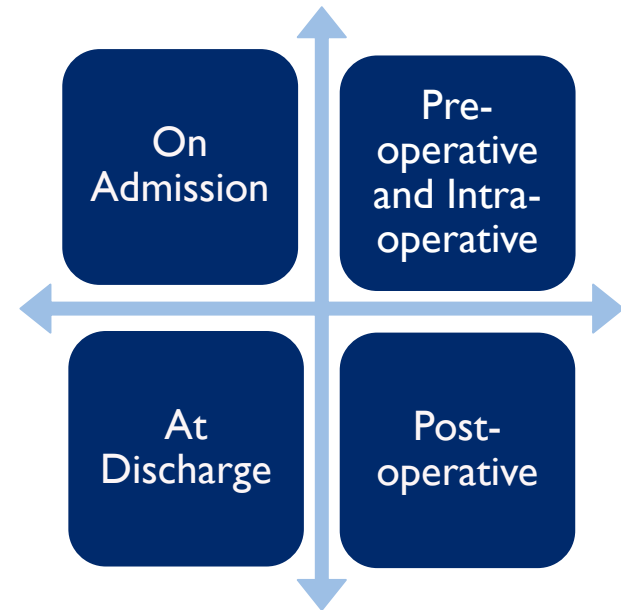 On
Admission
Pre-
operative
and Intra-
operative
At
Discharge
Post-
operative